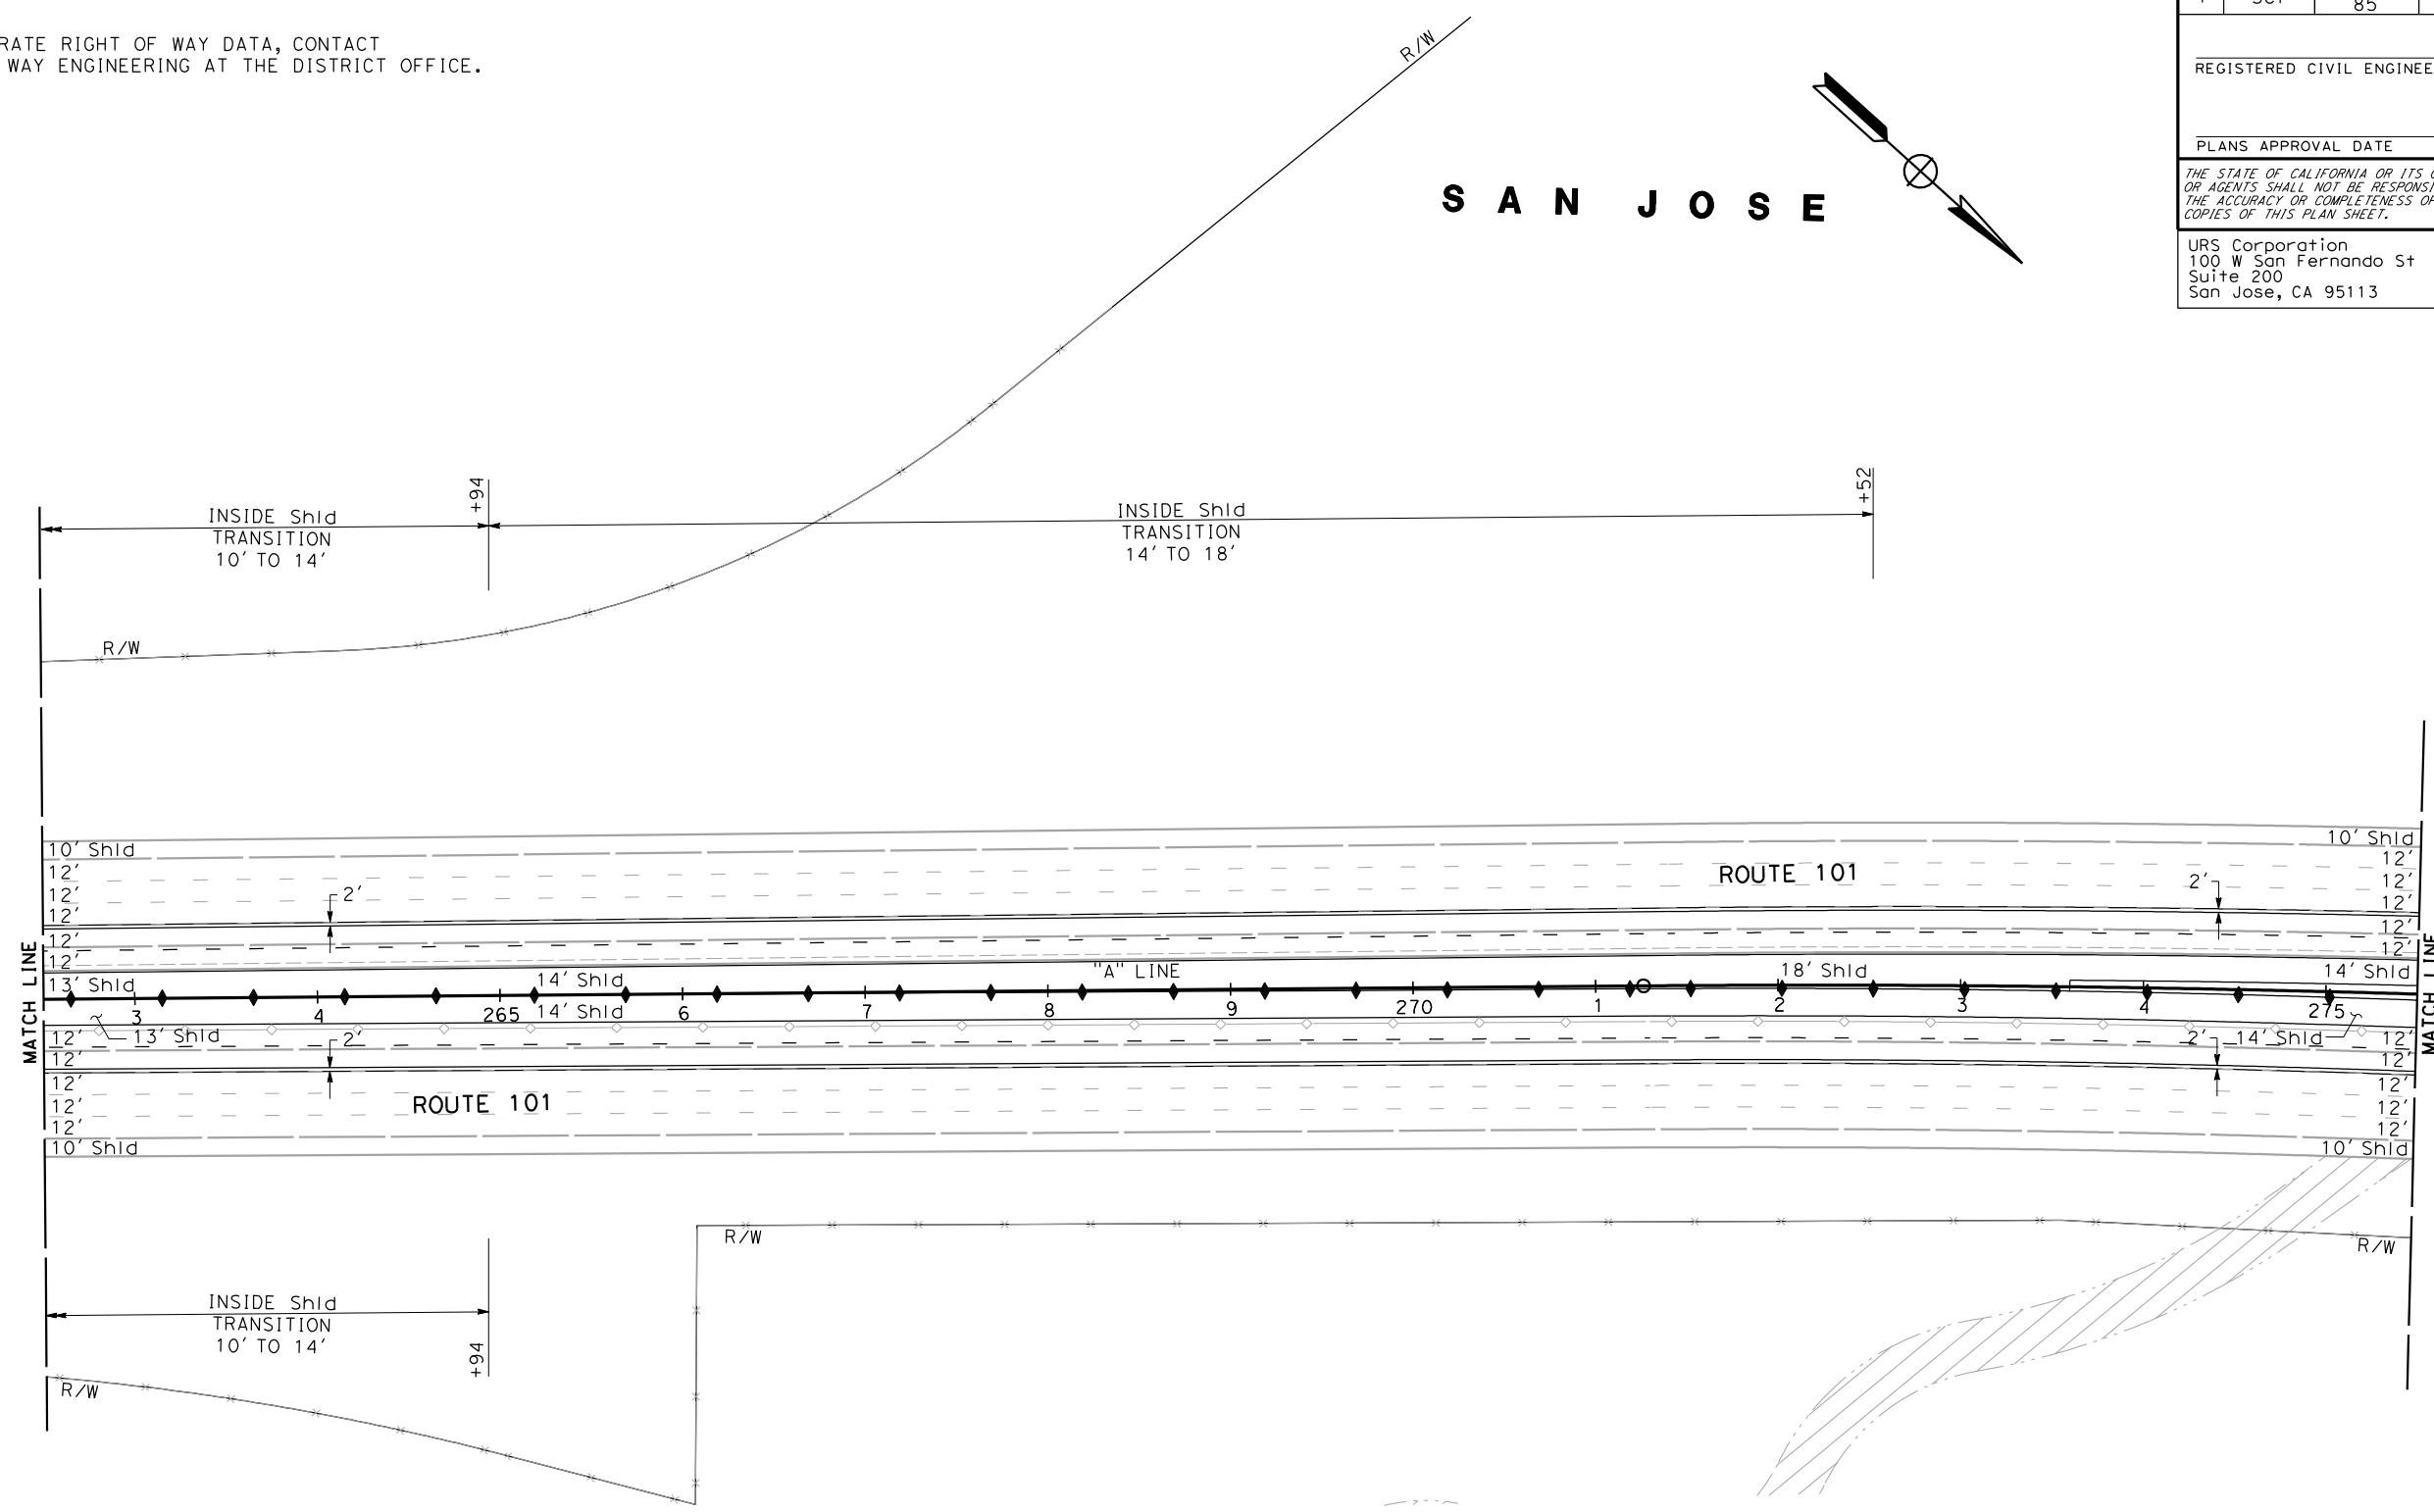 RATE RIGHT OF WAY DATA, CONTACT
WAY ENGINEERING AT THE DISTRICT OFFICE.
R/W
SAN JOSE
85
REGISTERED CIVIL ENGINEE
PLANS APPROVAL DATE
THE STATE OF CALIFORNIA OR ITS
OR AGENTS SHALL NOT BE
THE ACCURACY OR COMPLETENESS
COPIES OF THIS PLAN SHEET.
URS Corporation
100 W San Fernando St
Suite 200
San Jose, CA 95113
+94
+52
INSIDE Shld
TRANSITION
10' TO 14'
INSIDE Shld
TRANSITION
14' TO 18'
R/W
10' Shld
10' Shld
12'
12'
ROUTE 101
12'
2'
2'
12'
12'
12'
12'
12'
12'
12'
MATCH LINE
MATCH LINE
13' Shld
14' Shld
"A" LINE
18' Shld
14' Shld
3
4
265
14' Shld
6
7
8
9
270
1
2
3
4
275
12'
13' Shld
2'
2'
14' Shld
12'
12'
12'
12'
12'
12'
ROUTE 101
12'
12'
12'
10' Shld
10' Shld
R/W
R/W
INSIDE Shld
TRANSITION
10' TO 14'
+94
R/W